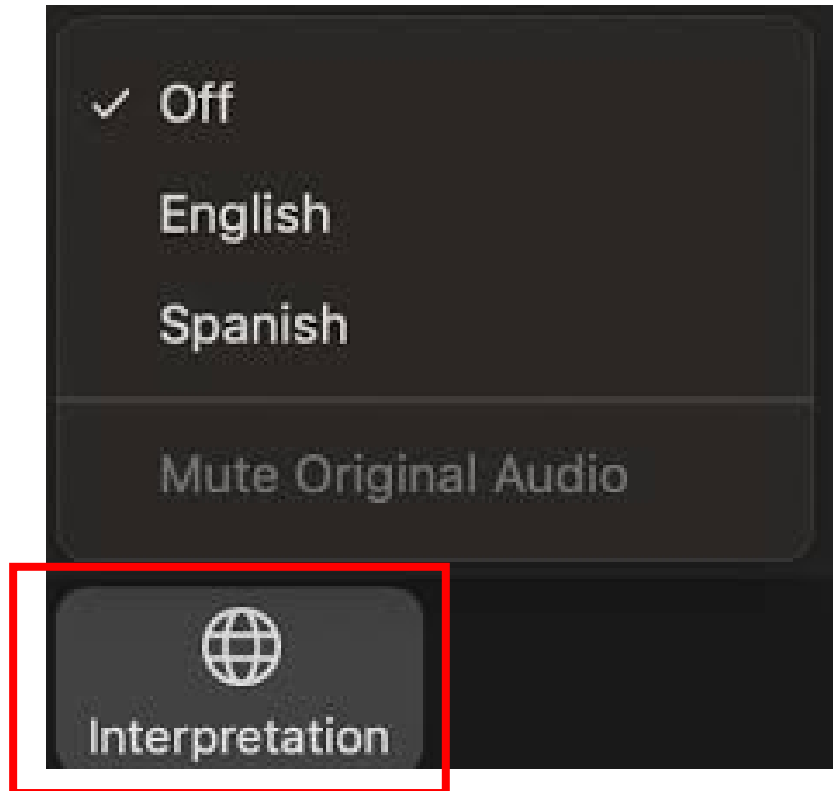 Off
English
Spanish
Mute Original Audio
Interpretation